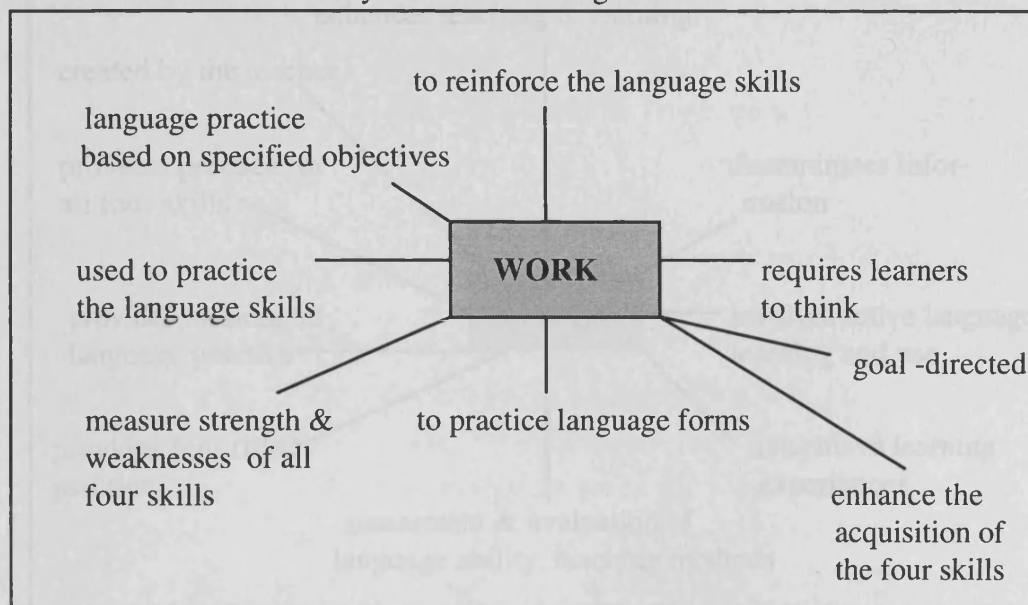 to reinforce the language skills
language practice
based on specified objectives
used to practice
the language skills
WORK
requires learners
to think
goal -directed
measure strength &
weaknesses of all
four skills
to practice language forms
enhance the
acquisition of
the four skills